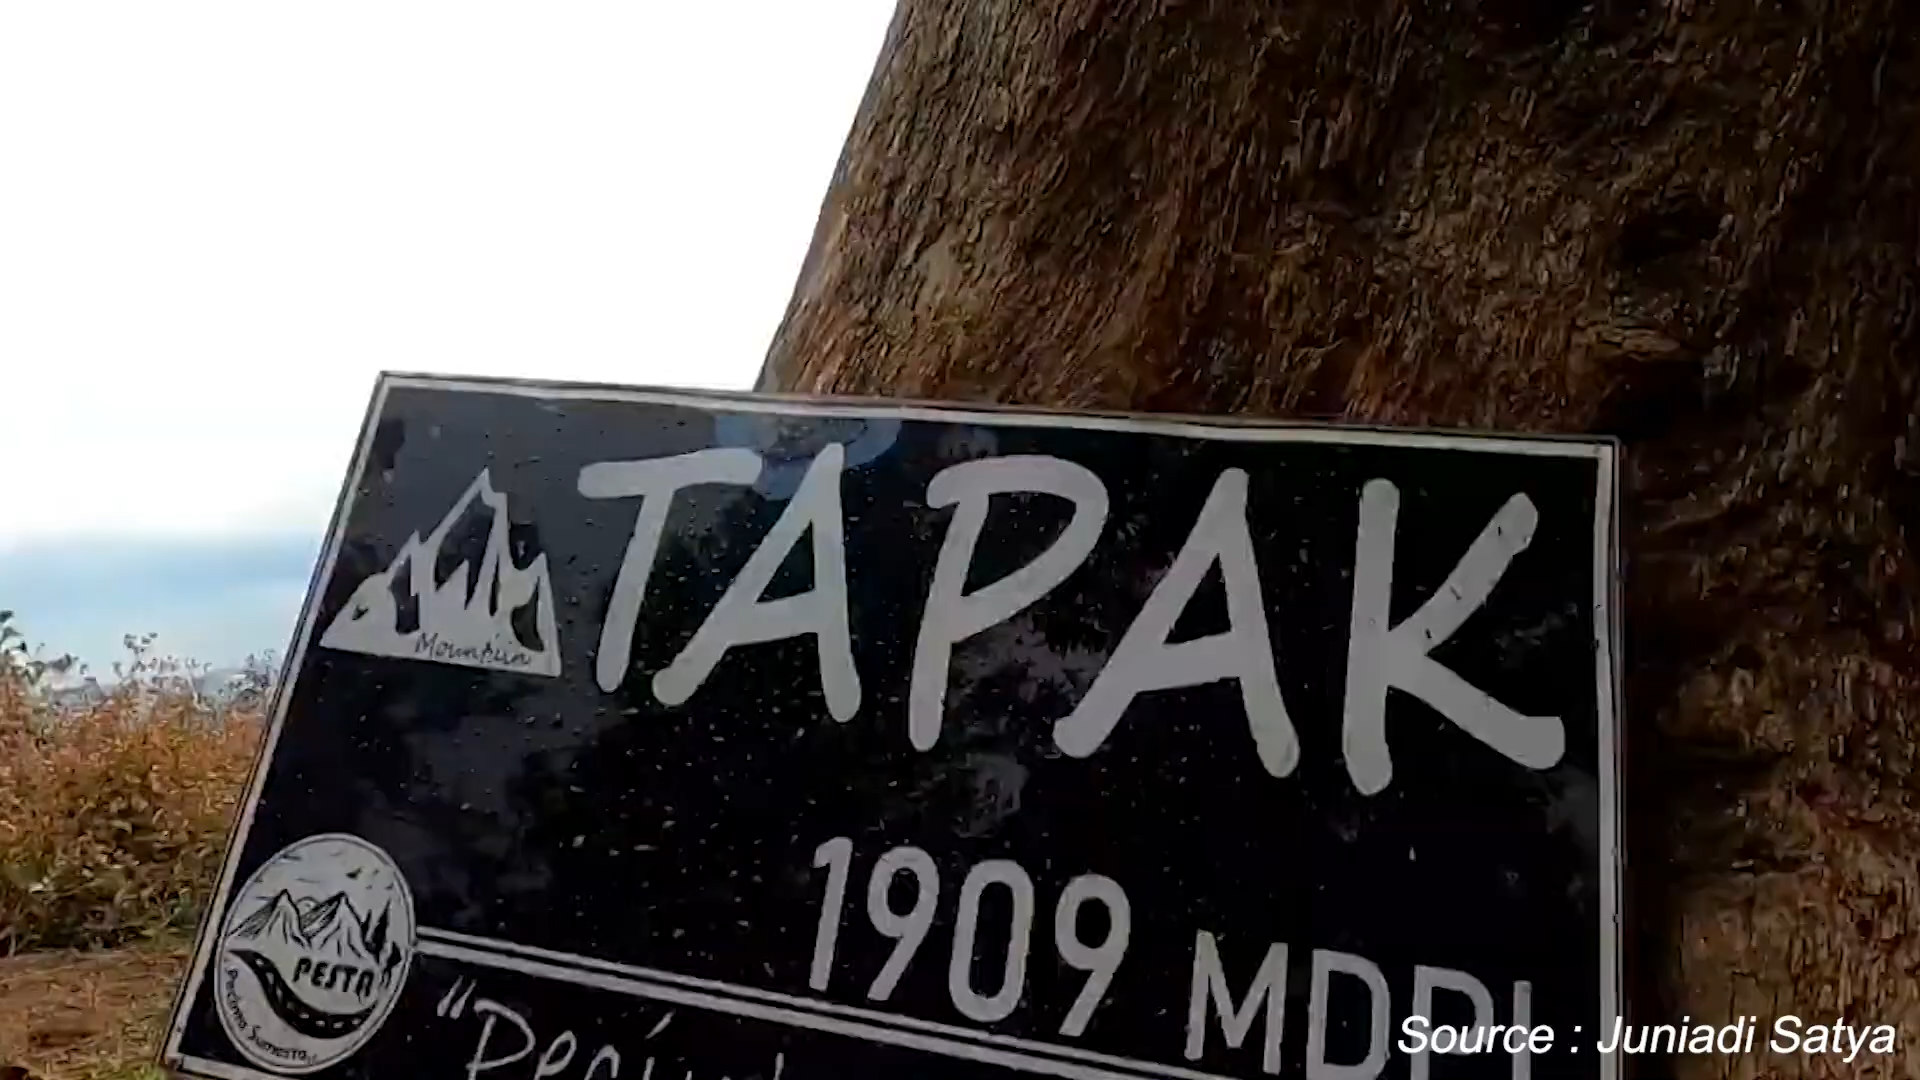 TAPAK
Mountain
1909 MDPL
PESTA
Source : Juniadi Satya